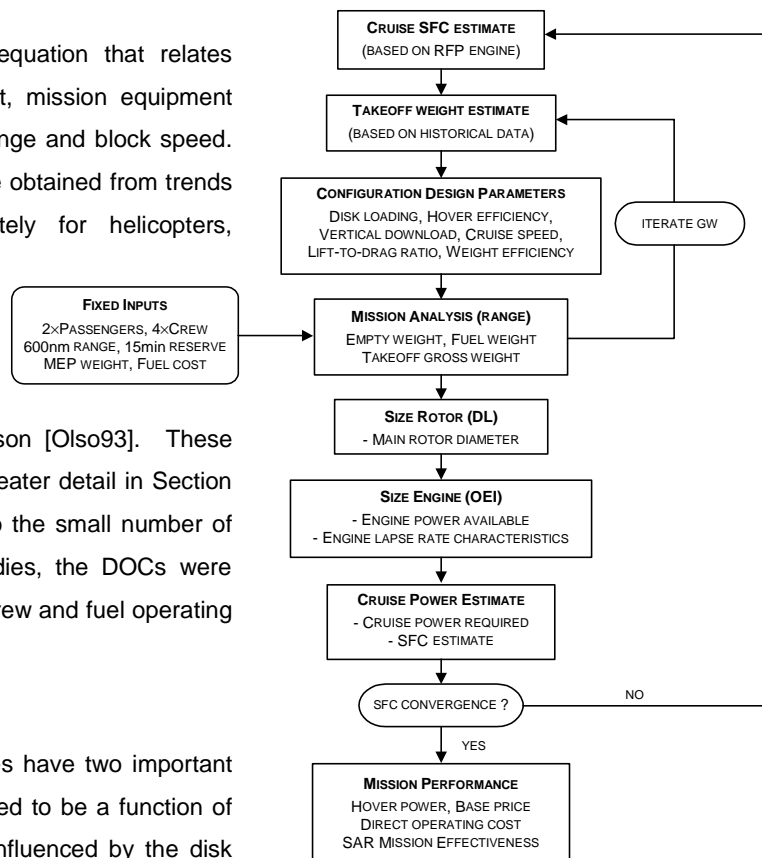 equation that relates
t, mission equipment
nge and block speed.
e obtained from trends
tely for helicopters,
son [Olso93]. These
eater detail in Section
o the small number of
dies, the DOCs were
rew and fuel operating
es have two important
ed to be a function of
nfluenced by the disk
CRUISE SFC ESTIMATE
(BASED ON RFP ENGINE)
TAKEOFF WEIGHT ESTIMATE
(BASED ON HISTORICAL DATA)
CONFIGURATION DESIGN PARAMETERS
DISK LOADING, HOVER EFFICIENCY,
VERTICAL DOWNLOAD, CRUISE SPEED,
LIFT-TO-DRAG RATIO, WEIGHT EFFICIENCY
ITERATE GW
FIXED INPUTS
2×PASSENGERS, 4×CREW
600NM RANGE, 15MIN RESERVE
MEP WEIGHT, FUEL COST
MISSION ANALYSIS (RANGE)
EMPTY WEIGHT, FUEL WEIGHT
TAKEOFF GROSS WEIGHT
SIZE ROTOR (DL)
- MAIN ROTOR DIAMETER
SIZE ENGINE (OEI)
- ENGINE POWER AVAILABLE
- ENGINE LAPSE RATE CHARACTERISTICS
CRUISE POWER ESTIMATE
- CRUISE POWER REQUIRED
- SFC ESTIMATE
SFC CONVERGENCE ?
NO
YES
MISSION PERFORMANCE
HOVER POWER, BASE PRICE
DIRECT OPERATING COST
SAR MISSION EFFECTIVENESS